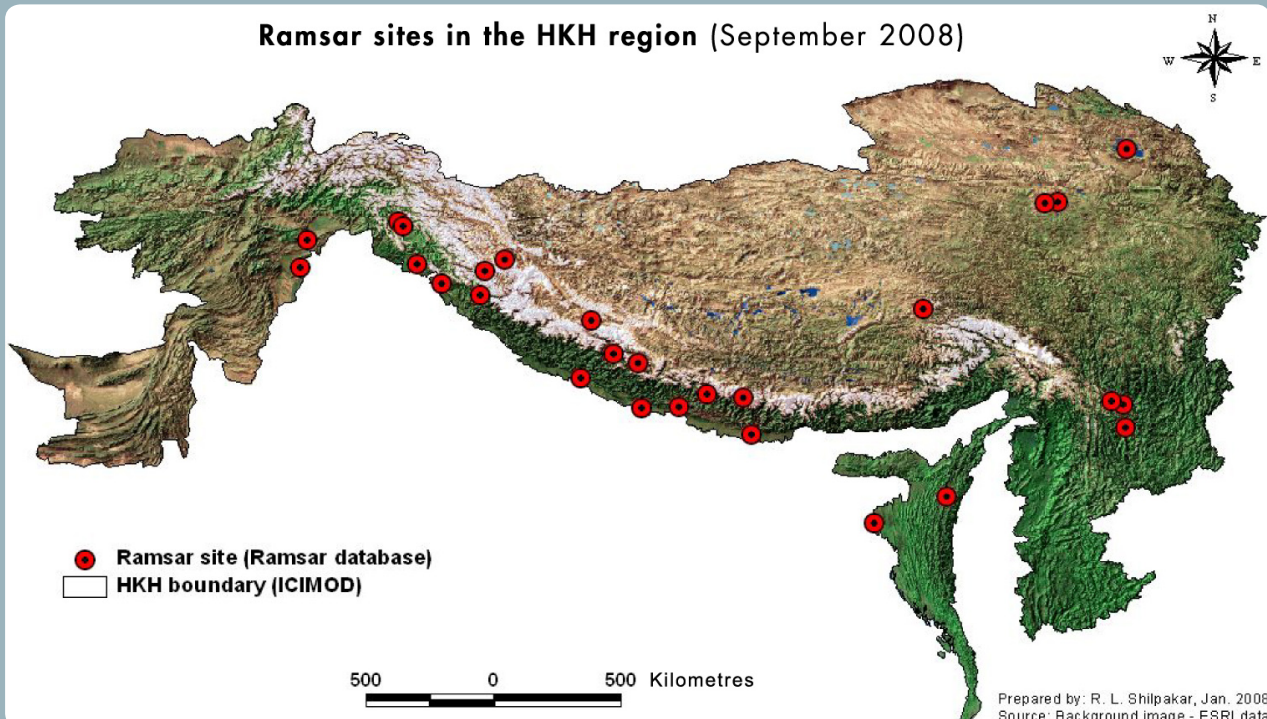 Ramsar sites in the HKH region (September 2008)
N
W E
S
Ramsar site (Ramsar database)
HKH boundary (ICIMOD)
500 0 500 Kilometres
Prepared by: R. L. Shilpakar, Jan. 2008
Source: Background image - ESRI data